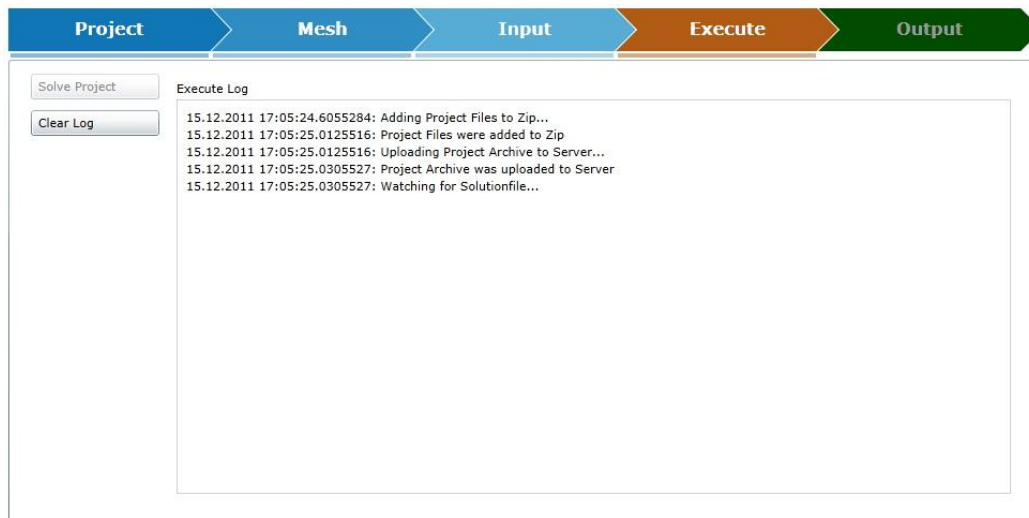 Project Mesh Input Execute Output
Solve Project
Execute Log
Clear Log
15.12.2011 17:05:24.6055284: Adding Project Files to Zip...
15.12.2011 17:05:25.0125516: Project Files were added to Zip
15.12.2011 17:05:25.0125516: Uploading Project Archive to Server...
15.12.2011 17:05:25.0305527: Project Archive was uploaded to Server
15.12.2011 17:05:25.0305527: Watching for Solutionfile...